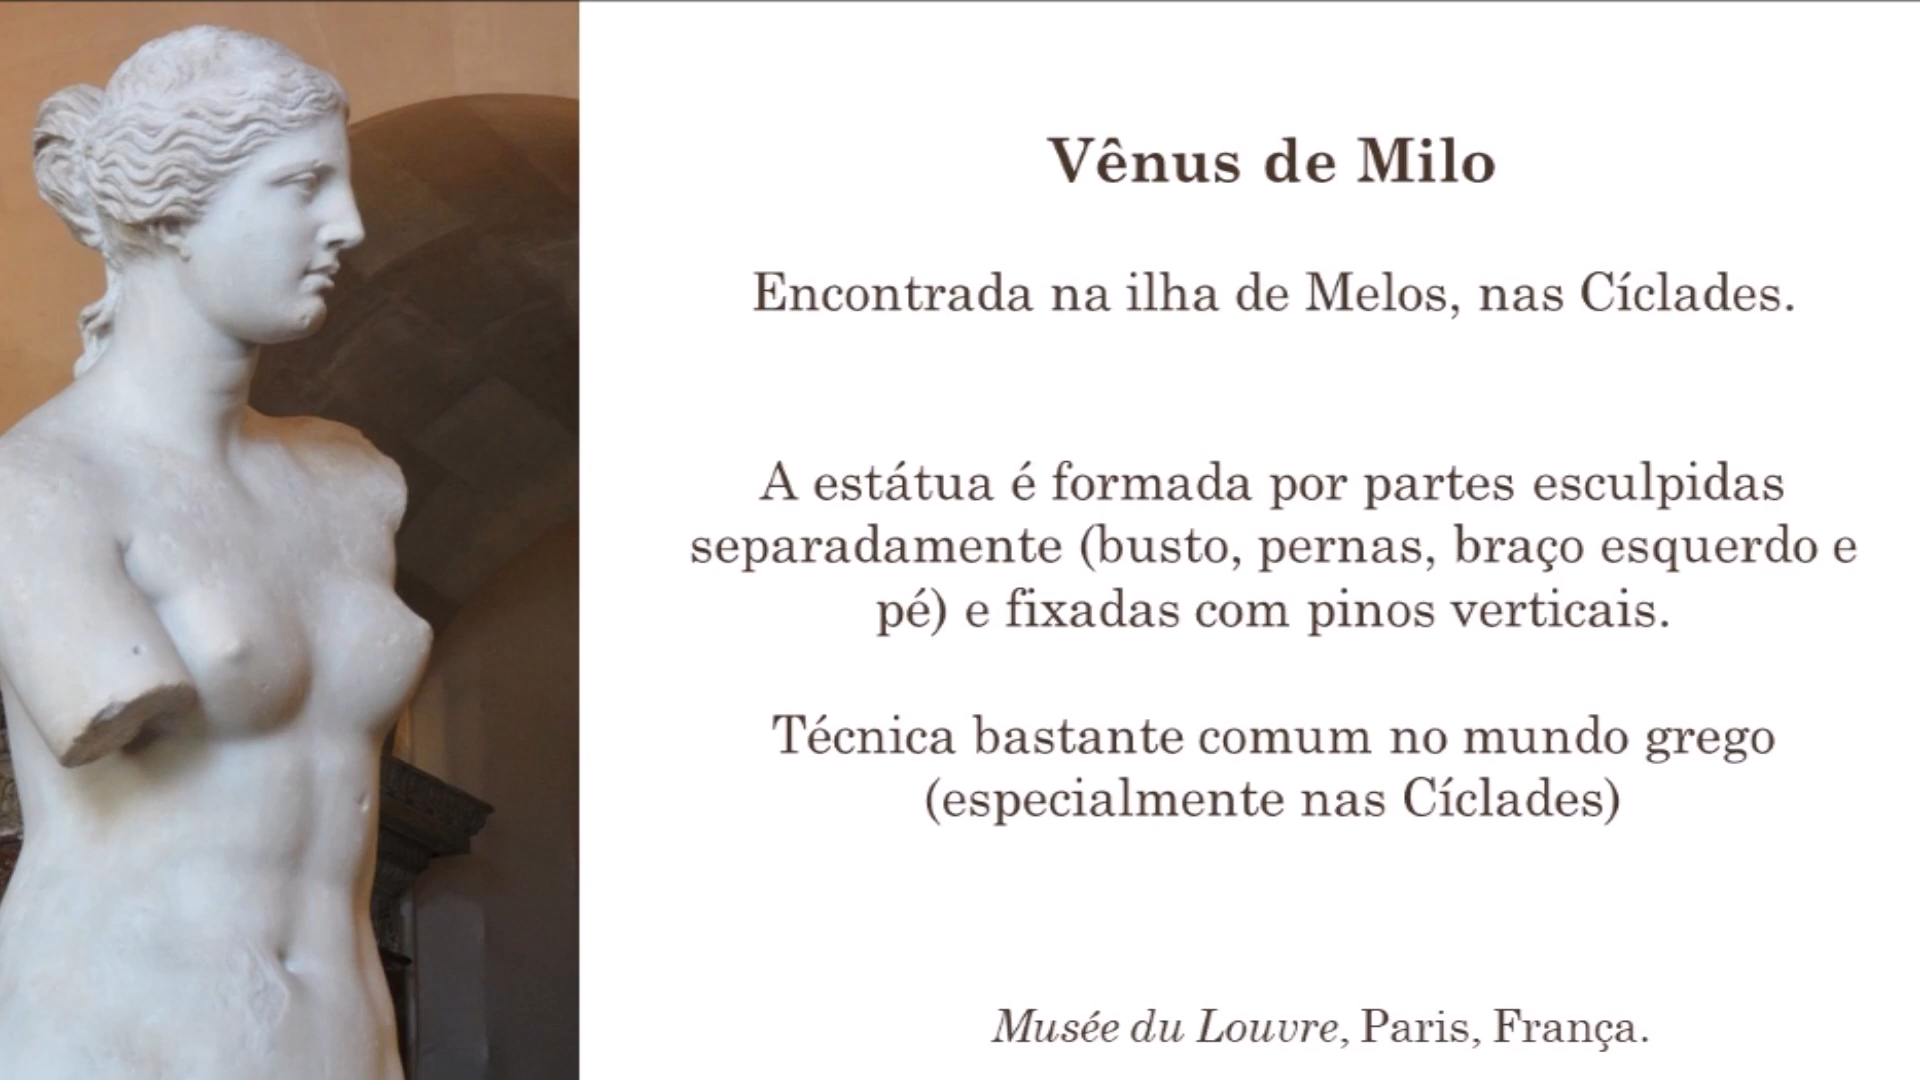 Vênus de Milo
Encontrada na ilha de Melos, nas Cíclades.
A estátua é formada por partes esculpidas
separadamente (busto, pernas, braço esquerdo e
pé) e fixadas com pinos verticais.
Técnica bastante comum no mundo grego
(especialmente nas Cíclades)
Musée du Louvre, Paris, França.